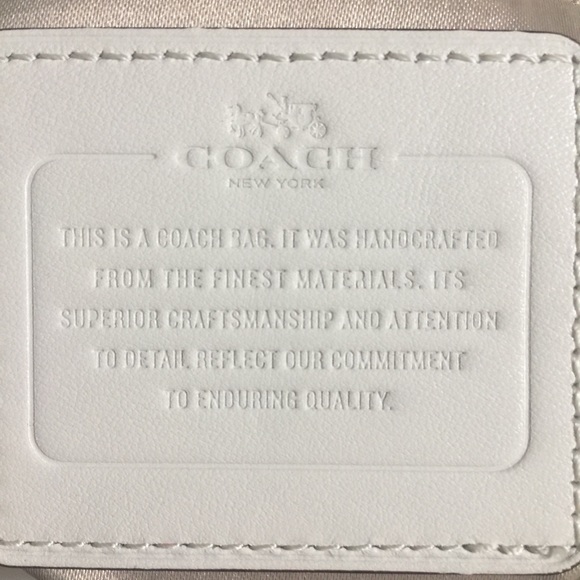 COACH
NEW YORK
THIS IS A COACH BAG. IT WAS HANDCRAFTED
FROM THE FINEST MATERIALS. ITS
SUPERIOR CRAFTSMANSHIP AND ATTENTION
TO DETAIL REFLECT OUR COMMITMENT
TO ENDURING QUALITY.